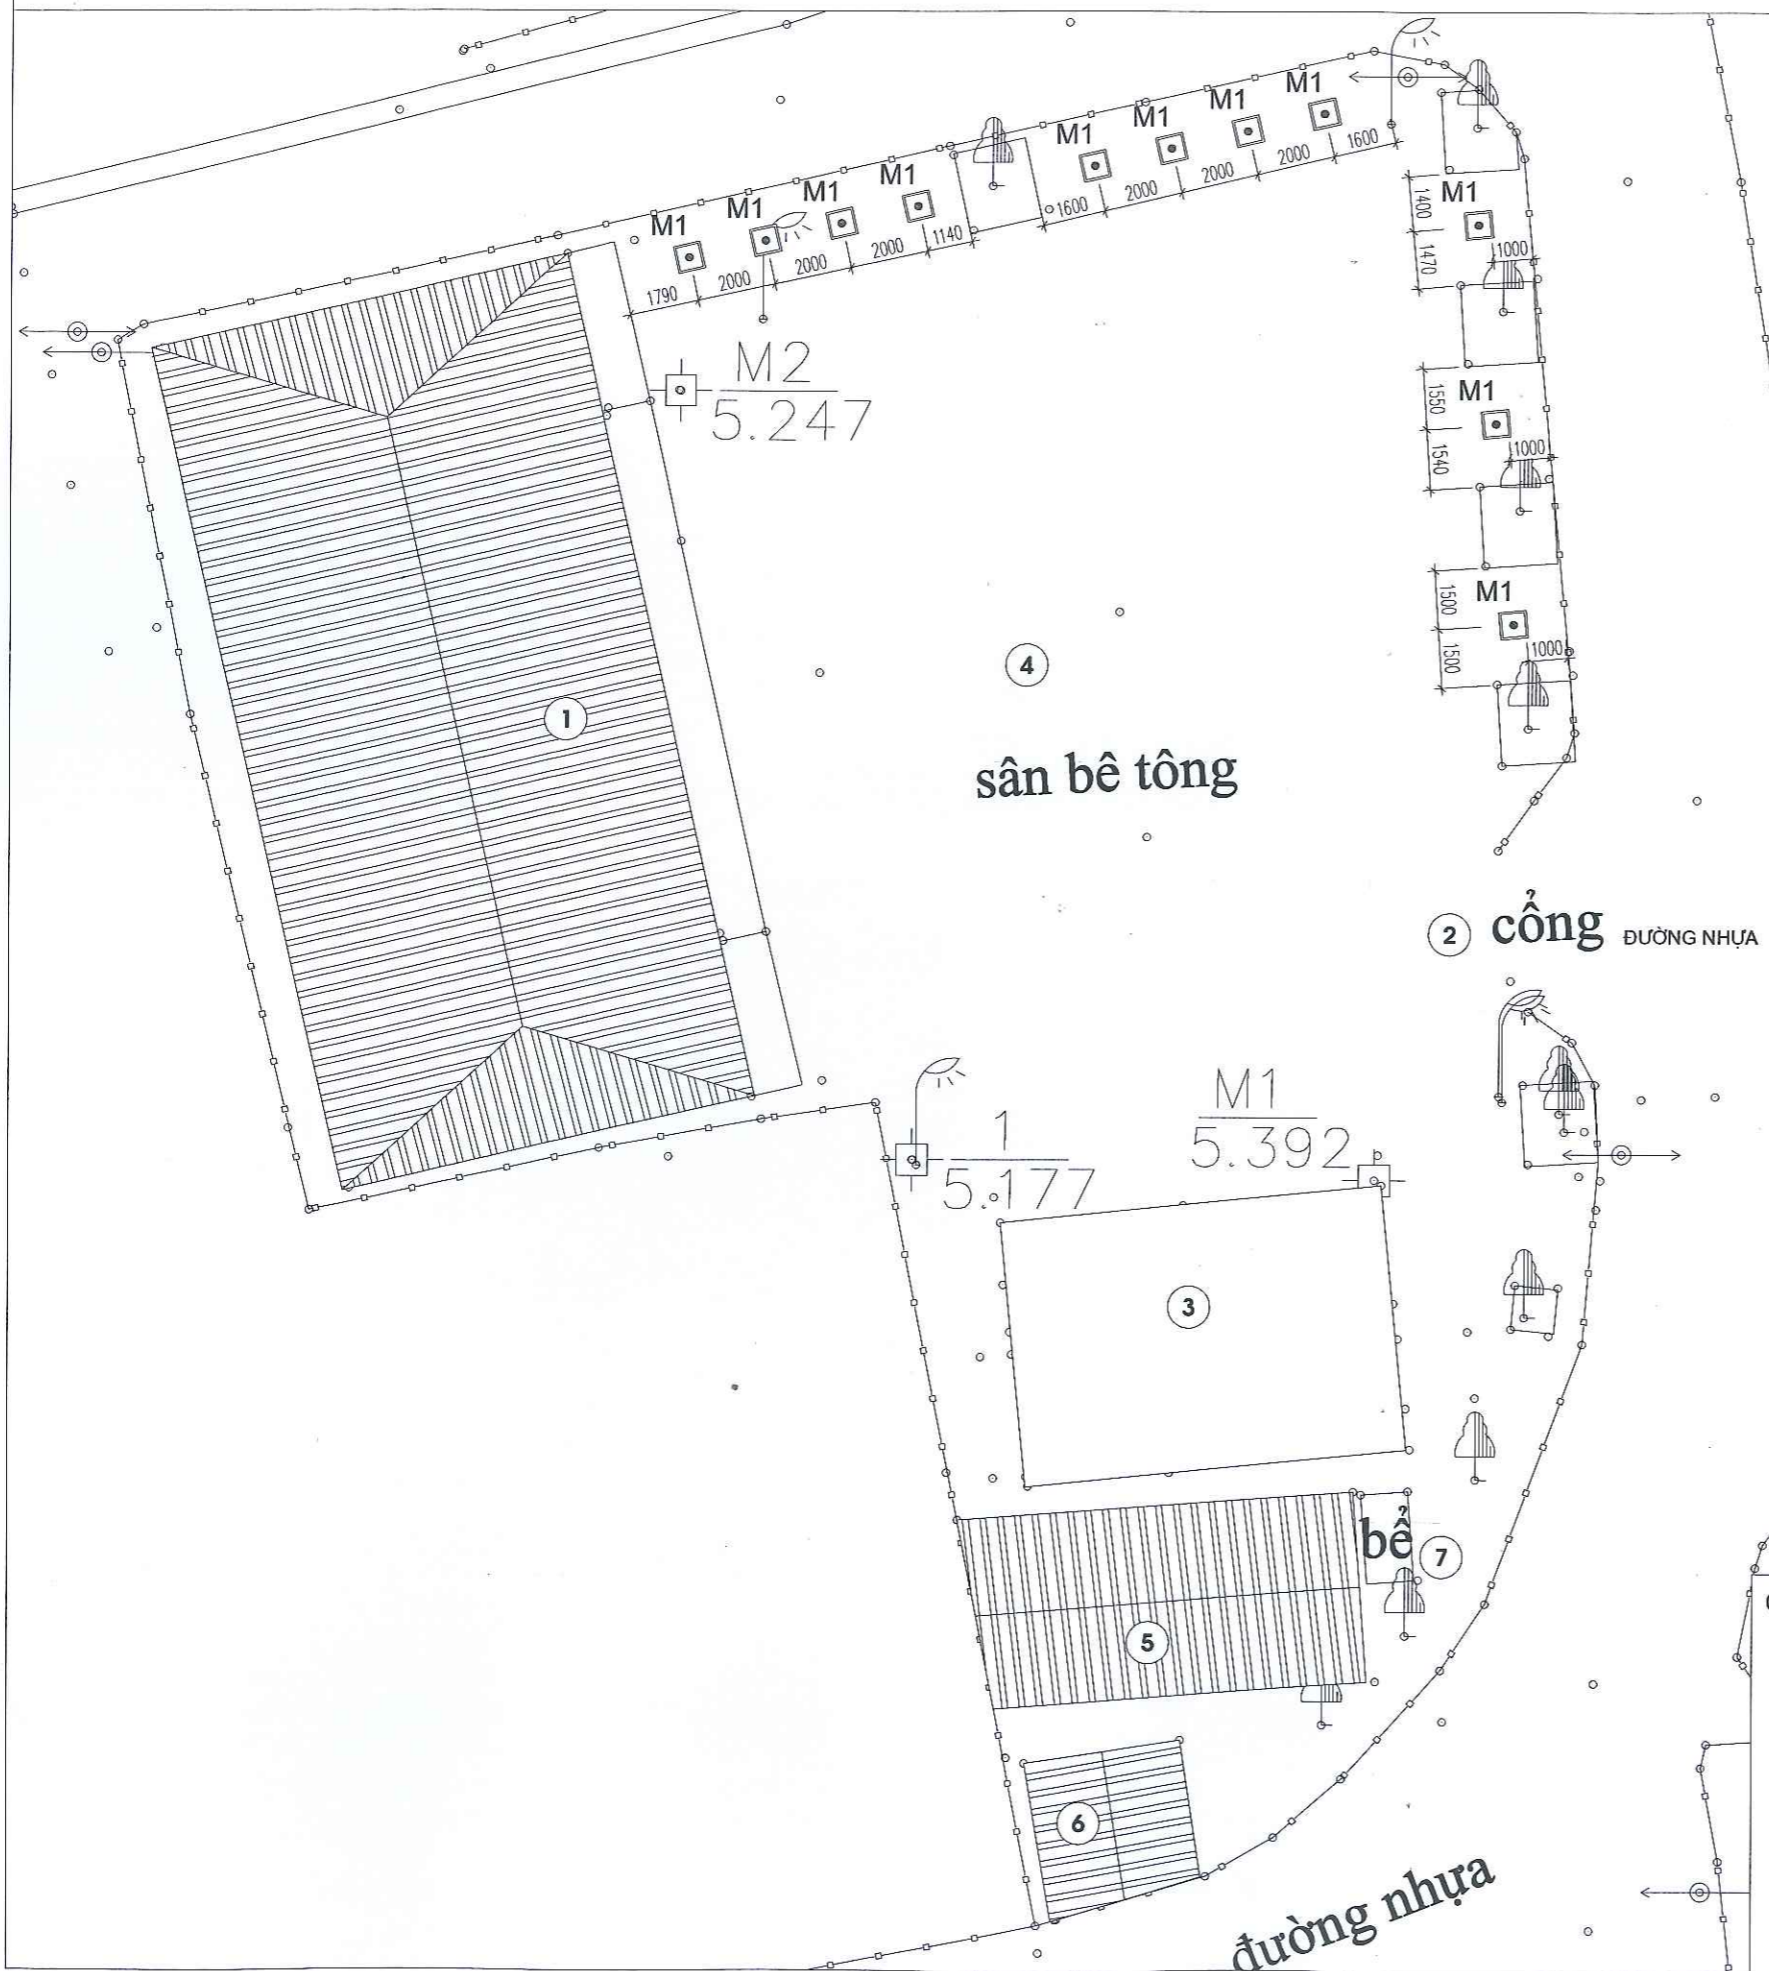 M1
M1
M1
M1
M1
M1
M1
M1
1790
2000
2000
2000
1140
1600
2000
2000
2000
1600
M1
1400
1470
1000
M1
1550
1540
1000
M1
1500
1500
1000
M2
5.247
4
1
sân bê tông
2 cổng ĐƯỜNG NHỰA
1
5.177
M1
5.392
3
bể 7
5
6
đường nhựa